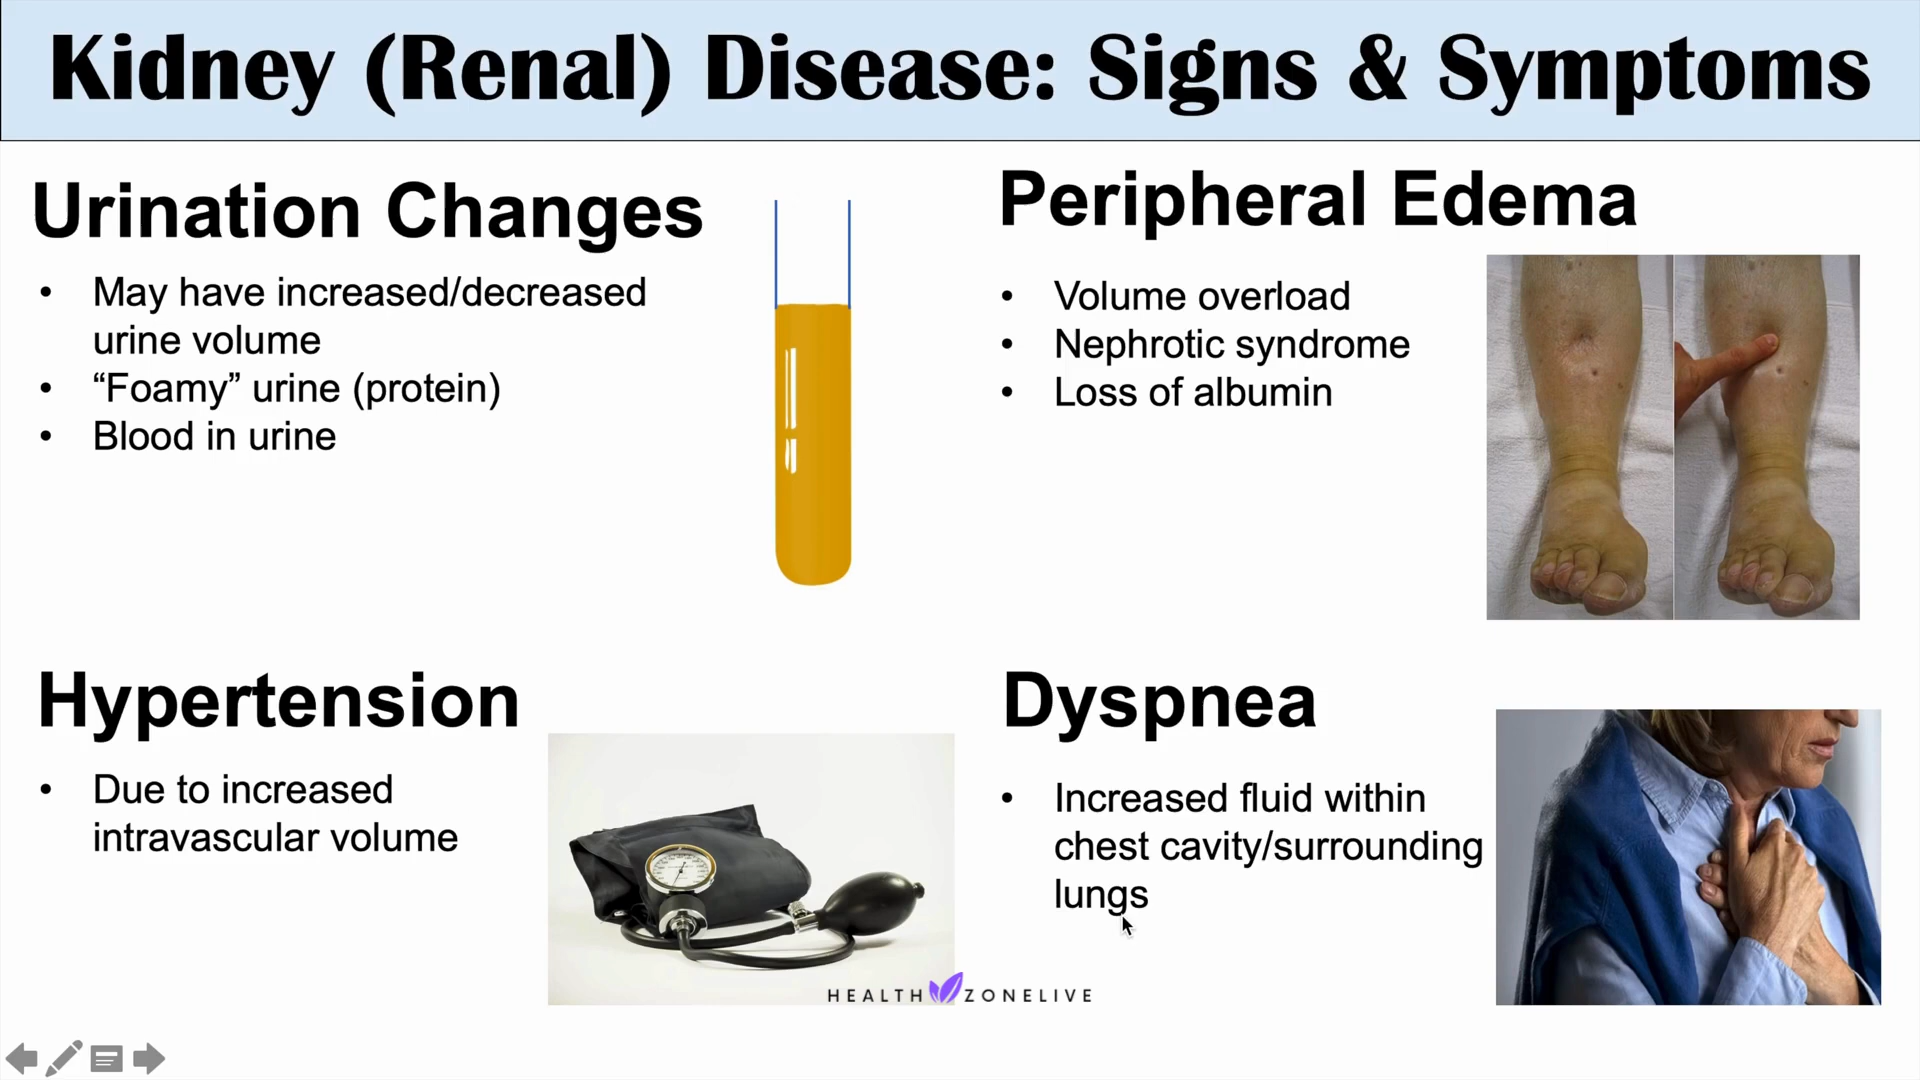 Kidney (Renal) Disease: Signs & Symptoms
Urination Changes
• May have increased/decreased
urine volume
• “Foamy” urine (protein)
• Blood in urine
Peripheral Edema
• Volume overload
• Nephrotic syndrome
• Loss of albumin
Hypertension
• Due to increased
intravascular volume
Dyspnea
• Increased fluid within
chest cavity/surrounding
lungs
HEALTH ZONELIVE